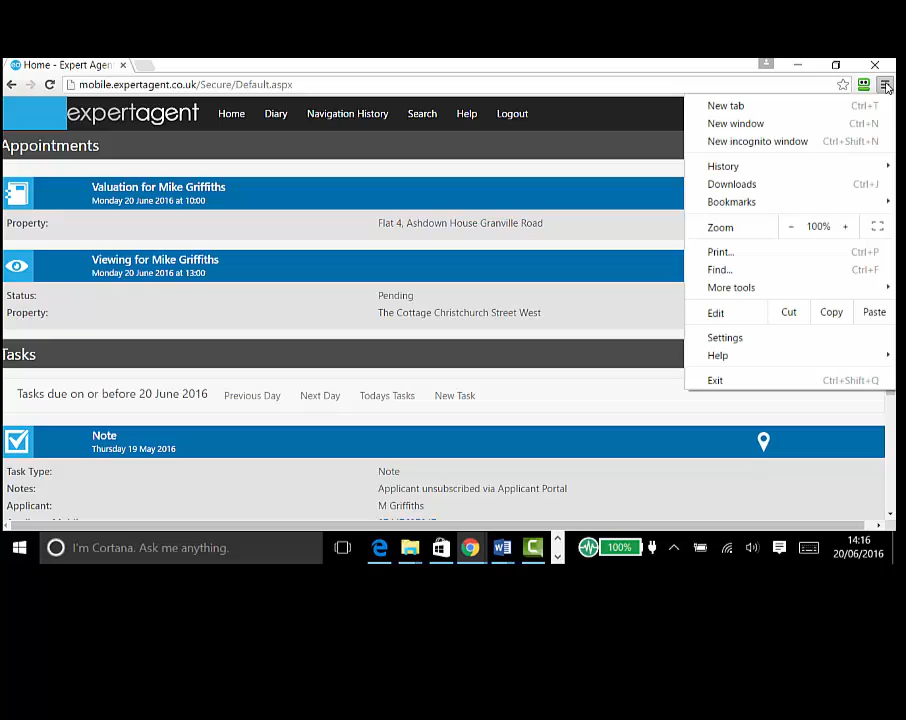 Home - Expert Agen
mobile.expertagent.co.uk/Secure/Default.aspx
expertagent Home Diary Navigation History Search Help Logout
Appointments
Valuation for Mike Griffiths
Monday 20 June 2016 at 10:00
Property: Flat 4, Ashdown House Granville Road
Viewing for Mike Griffiths
Monday 20 June 2016 at 13:00
Status: Pending
Property: The Cottage Christchurch Street West
Tasks
Tasks due on or before 20 June 2016 Previous Day Next Day Todays Tasks New Task
Note
Thursday 19 May 2016
Task Type: Note
Notes: Applicant unsubscribed via Applicant Portal
Applicant: M Griffiths
New tab Ctrl+T
New window Ctrl+N
New incognito window Ctrl+Shift+N
History
Downloads Ctrl+J
Bookmarks
Zoom − 100% +
Print... Ctrl+P
Find... Ctrl+F
More tools
Edit Cut Copy Paste
Settings
Help
Exit Ctrl+Shift+Q
I'm Cortana. Ask me anything.
100%
14:16
20/06/2016